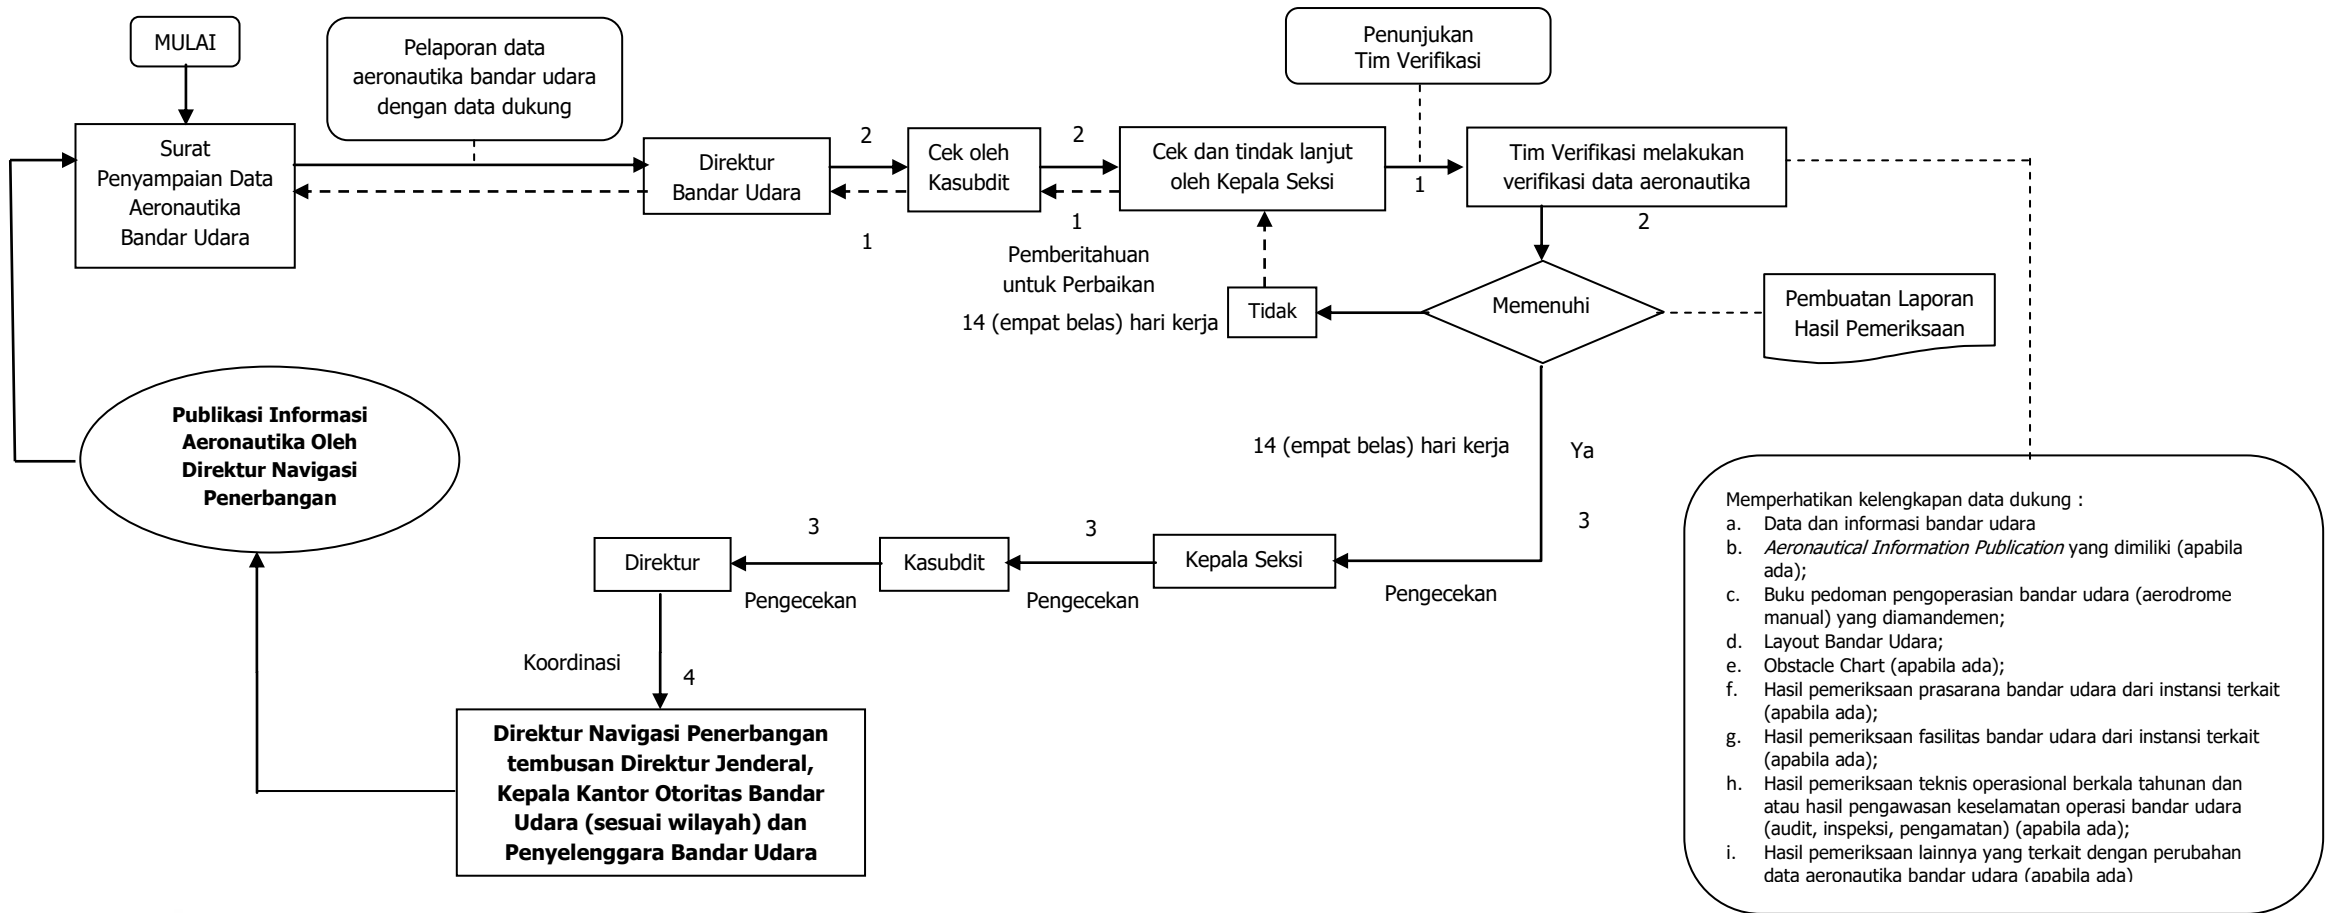 MULAI
Pelaporan data
aeronautika bandar udara
dengan data dukung
Penunjukan
Tim Verifikasi
Surat
Penyampaian Data
Aeronautika
Bandar Udara
Direktur
Bandar Udara
2
1
Cek oleh
Kasubdit
2
1
Cek dan tindak lanjut
oleh Kepala Seksi
1
Tim Verifikasi melakukan
verifikasi data aeronautika
2
Pemberitahuan
untuk Perbaikan
14 (empat belas) hari kerja
Tidak
Memenuhi
Pembuatan Laporan
Hasil Pemeriksaan
14 (empat belas) hari kerja
Ya
3
Kepala Seksi
Pengecekan
3
Kasubdit
Pengecekan
3
Direktur
Pengecekan
Koordinasi
4
Direktur Navigasi Penerbangan
tembusan Direktur Jenderal,
Kepala Kantor Otoritas Bandar
Udara (sesuai wilayah) dan
Penyelenggara Bandar Udara
Publikasi Informasi
Aeronautika Oleh
Direktur Navigasi
Penerbangan
Memperhatikan kelengkapan data dukung :
a. Data dan informasi bandar udara
b. Aeronautical Information Publication yang dimiliki (apabila
ada);
c. Buku pedoman pengoperasian bandar udara (aerodrome
manual) yang diamandemen;
d. Layout Bandar Udara;
e. Obstacle Chart (apabila ada);
f. Hasil pemeriksaan prasarana bandar udara dari instansi terkait
(apabila ada);
g. Hasil pemeriksaan fasilitas bandar udara dari instansi terkait
(apabila ada);
h. Hasil pemeriksaan teknis operasional berkala tahunan dan
atau hasil pengawasan keselamatan operasi bandar udara
(audit, inspeksi, pengamatan) (apabila ada);
i. Hasil pemeriksaan lainnya yang terkait dengan perubahan
data aeronautika bandar udara (apabila ada)